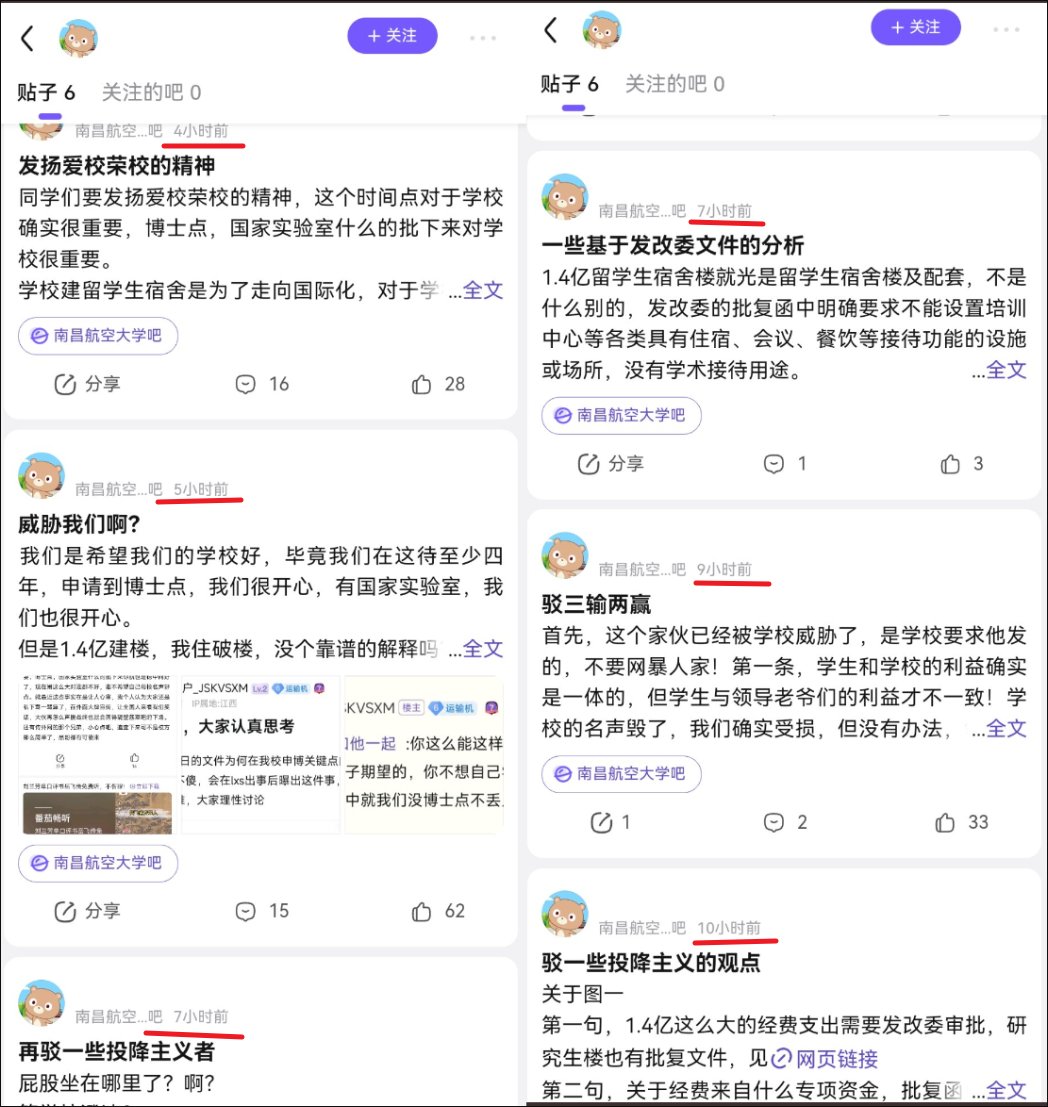 + 关注
贴子 6 关注的吧 0
南昌航空...吧 4小时前
发扬爱校荣校的精神
同学们要发扬爱校荣校的精神，这个时间点对于学校
确实很重要，博士点，国家实验室什么的批下来对学
校很重要。
学校建留学生宿舍是为了走向国际化，对于学 ...全文
南昌航空大学吧
分享 16 28
南昌航空...吧 5小时前
威胁我们啊？
我们是希望我们的学校好，毕竟我们在这待至少四
年，申请到博士点，我们很开心，有国家实验室，我
们也很开心。
但是1.4亿建楼，我住破楼，没个靠谱的解释吗 ...全文
户_JSKVSXM Lv.2 运输机
IP属地:江西
，大家认真思考
日的文件为何在我校申博关键点
不傻，会在lxs出事后曝出这件事，
，大家理性讨论
番茄畅听
JSKVSXM 楼主 运输机
和他一起 :你这么能这样
子期望的，你不想自己
中就我们没博士点不丢
南昌航空大学吧
分享 15 62
南昌航空...吧 7小时前
再驳一些投降主义者
屁股坐在哪里了？啊？
+ 关注
贴子 6 关注的吧 0
南昌航空...吧 7小时前
一些基于发改委文件的分析
1.4亿留学生宿舍楼就光是留学生宿舍楼及配套，不是
什么别的，发改委的批复函中明确要求不能设置培训
中心等各类具有住宿、会议、餐饮等接待功能的设施
或场所，没有学术接待用途。 ...全文
南昌航空大学吧
分享 1 3
南昌航空...吧 9小时前
驳三输两赢
首先，这个家伙已经被学校威胁了，是学校要求他发
的，不要网暴人家！第一条，学生和学校的利益确实
是一体的，但学生与领导老爷们的利益才不一致！学
校的名声毁了，我们确实受损，但没有办法， ...全文
南昌航空大学吧
1 2 33
南昌航空...吧 10小时前
驳一些投降主义的观点
关于图一
第一句，1.4亿这么大的经费支出需要发改委审批，研
究生楼也有批复文件，见网页链接
第二句，关于经费来自什么专项资金，批复函 ...全文